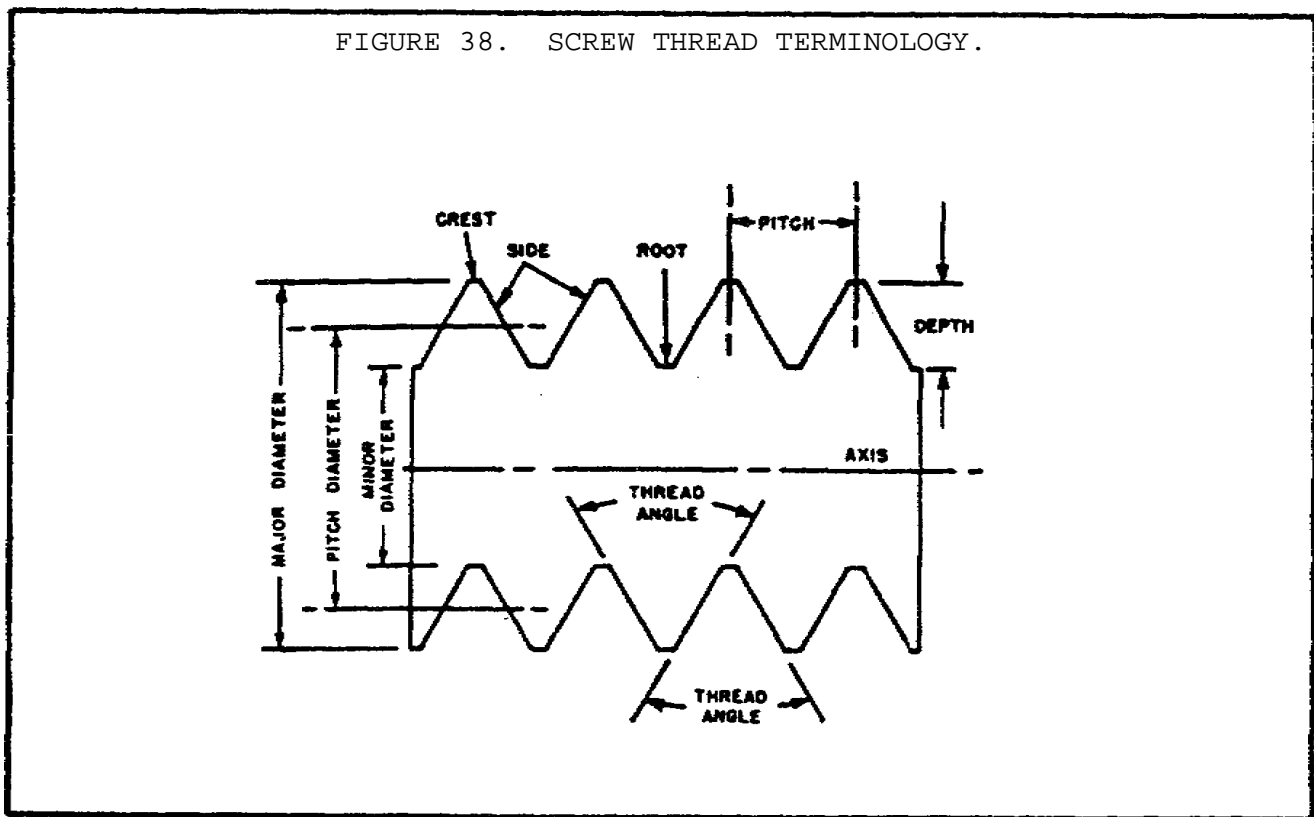 FIGURE 38. SCREW THREAD TERMINOLOGY.
CREST
SIDE
ROOT
PITCH
DEPTH
MAJOR DIAMETER
PITCH DIAMETER
MINOR
DIAMETER
AXIS
THREAD
ANGLE
THREAD
ANGLE